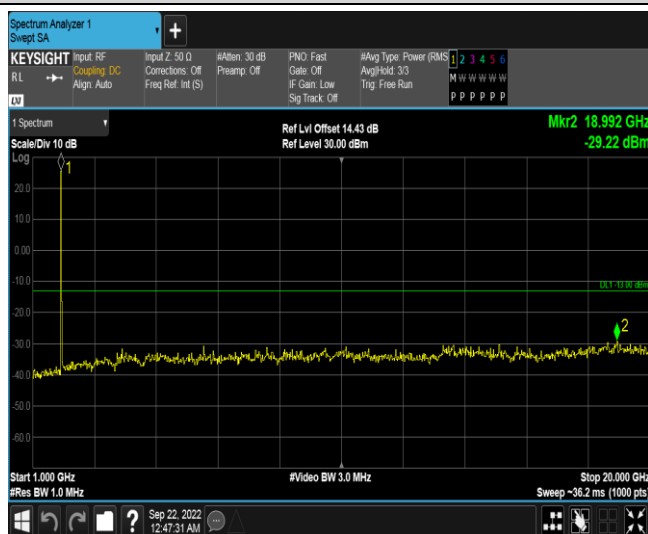 Spectrum Analyzer 1
Swept SA
+
KEYSIGHT
RL
LXI
Input: RF
Coupling: DC
Align: Auto
Input Z: 50 Ω
Corrections: Off
Freq Ref: Int (S)
#Atten: 30 dB
Preamp: Off
PNO: Fast
Gate: Off
IF Gain: Low
Sig Track: Off
#Avg Type: Power (RMS
Avg|Hold: 3/3
Trig: Free Run
1 2 3 4 5 6
M W W W W W
P P P P P P
1 Spectrum
Scale/Div 10 dB
Log
Ref Lvl Offset 14.43 dB
Ref Level 30.00 dBm
Mkr2 18.992 GHz
-29.22 dBm
1
20.0
10.0
0.00
-10.0
DL1 -13.00 dBm
2
-20.0
-30.0
-40.0
-50.0
-60.0
Start 1.000 GHz
#Video BW 3.0 MHz
Stop 20.000 GHz
#Res BW 1.0 MHz
Sweep ~36.2 ms (1000 pts)
?
Sep 22, 2022
12:47:31 AM